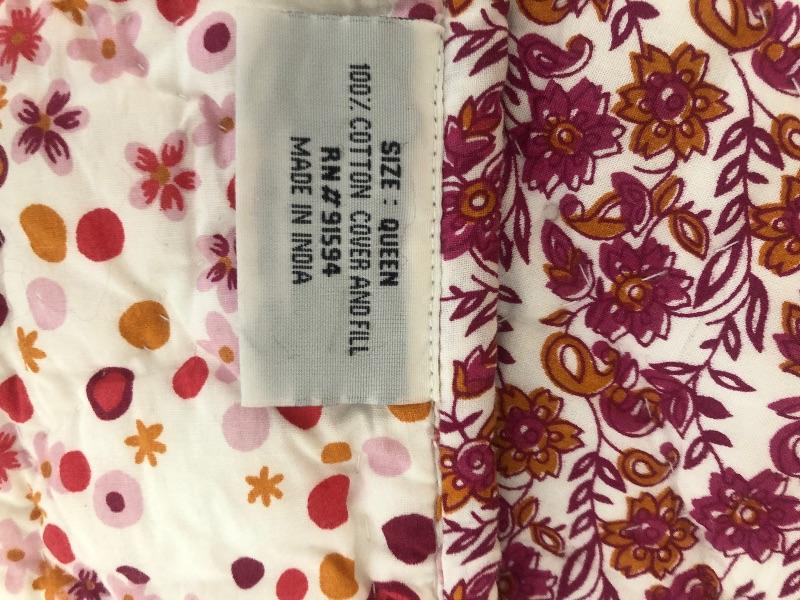 SIZE : QUEEN
100% COTTON COVER AND FILL
RN # 91594
MADE IN INDIA